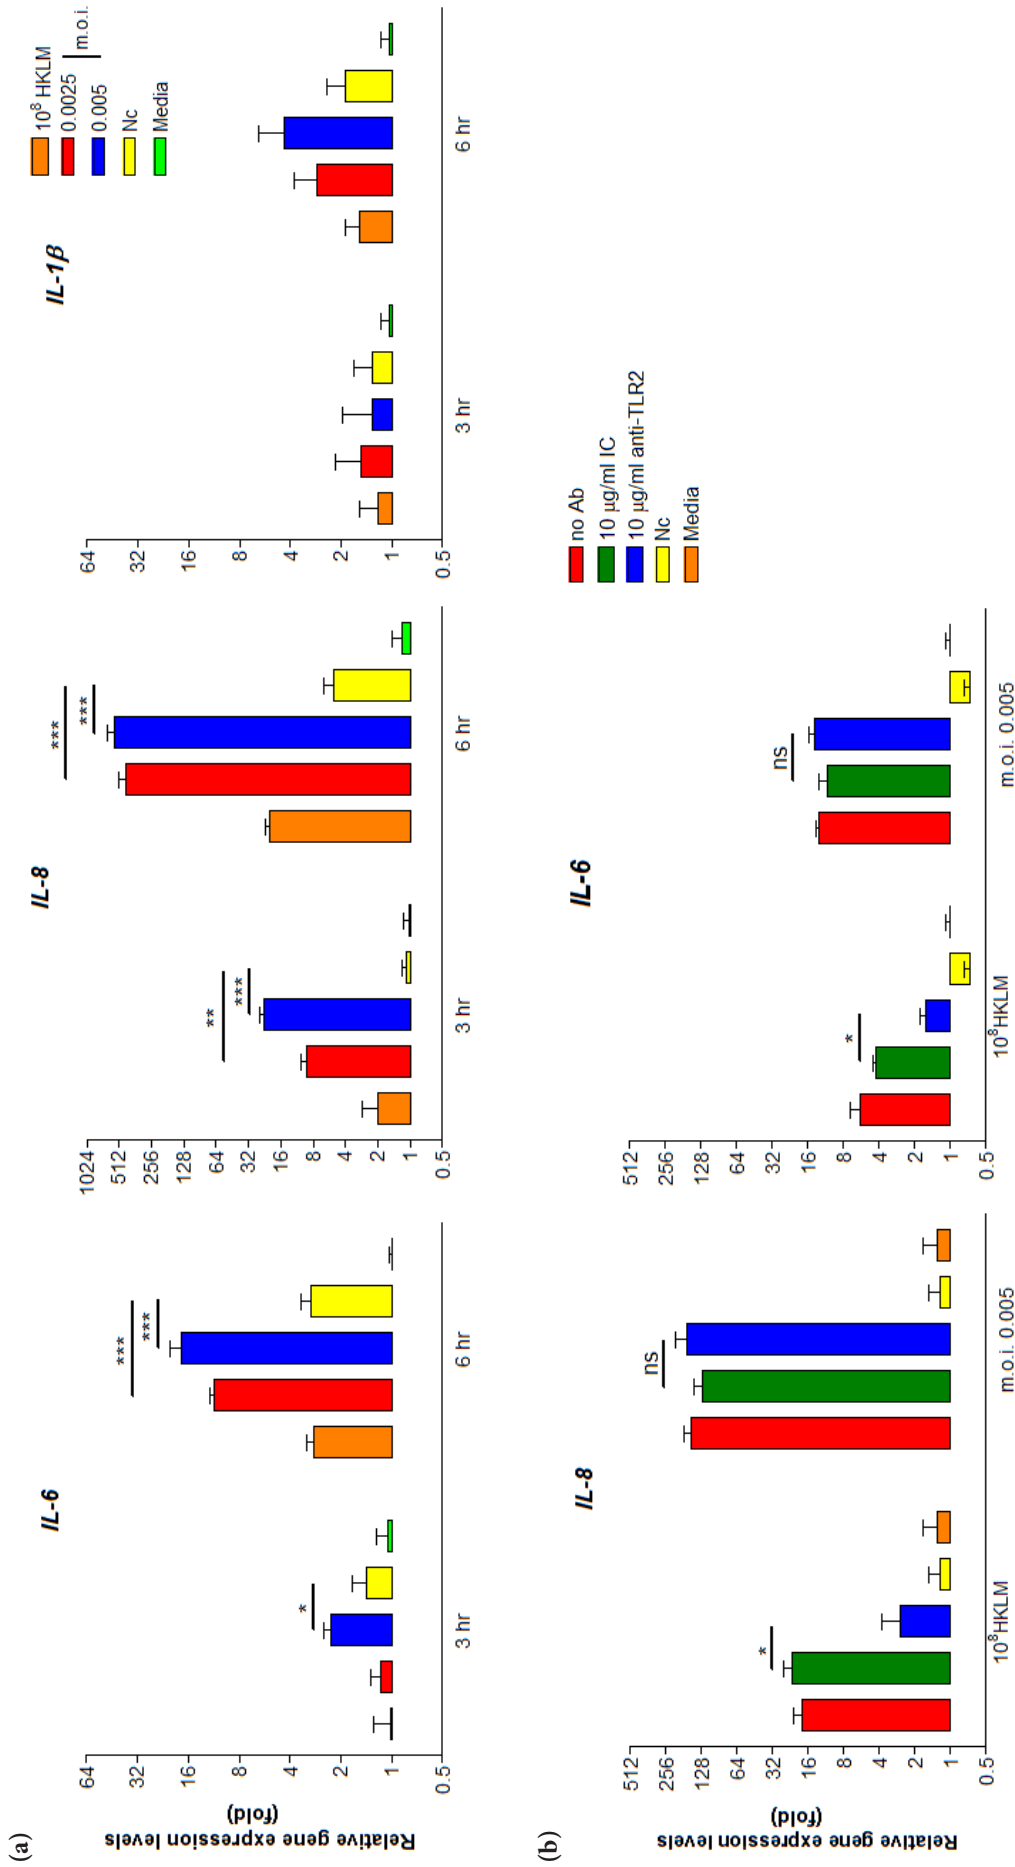 (a)
Relative gene expression levels
(fold)
IL-6
64
32
16
8
4
2
1
0.5
*
***
***
3 hr
6 hr
IL-8
1024
512
256
128
64
32
16
8
4
2
1
0.5
**
***
***
***
3 hr
6 hr
IL-1β
64
32
16
8
4
2
1
0.5
3 hr
6 hr
10⁸ HKLM
0.0025
0.005
m.o.i.
Nc
Media
(b)
Relative gene expression levels
(fold)
IL-8
512
256
128
64
32
16
8
4
2
1
0.5
*
ns
10⁸HKLM
m.o.i. 0.005
IL-6
512
256
128
64
32
16
8
4
2
1
0.5
*
ns
10⁸HKLM
m.o.i. 0.005
no Ab
10 µg/ml IC
10 µg/ml anti-TLR2
Nc
Media